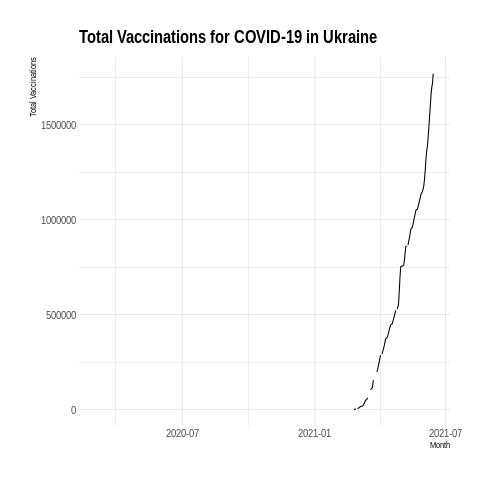 Total Vaccinations for COVID-19 in Ukraine
Total Vaccinations
1500000
1000000
500000
0
2020-07 2021-01 2021-07
Month